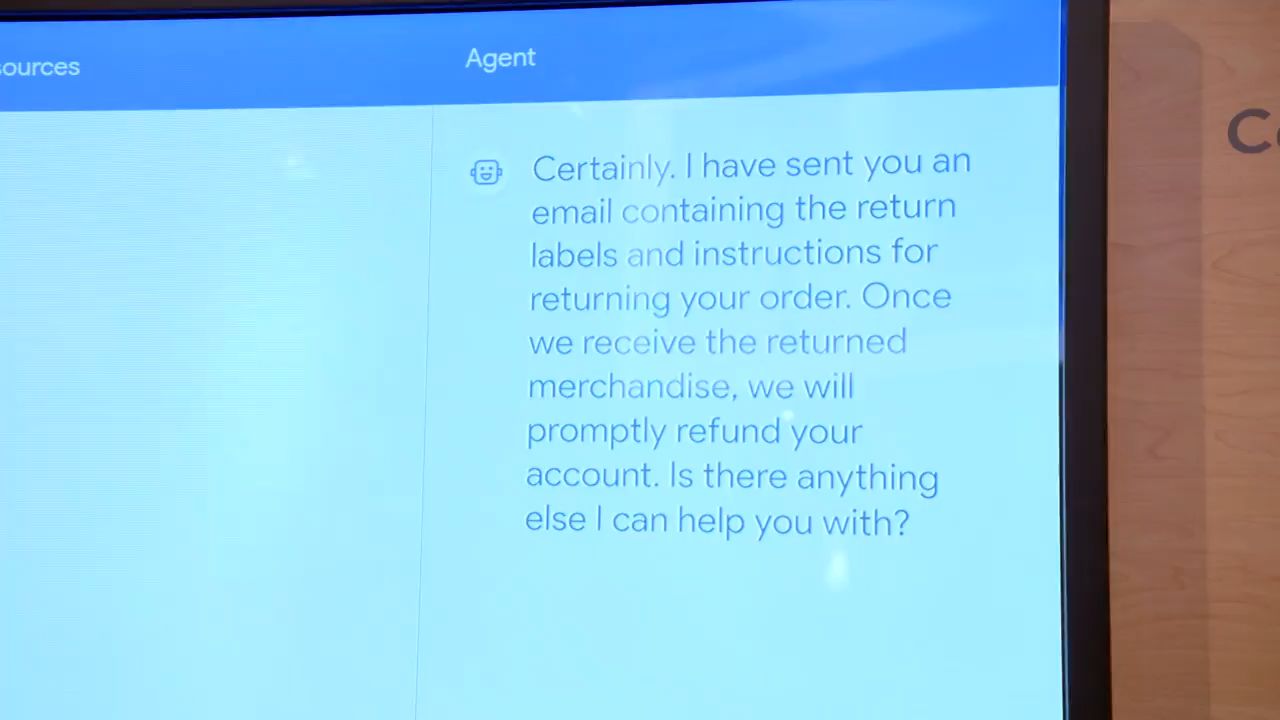 Agent
Certainly. I have sent you an
email containing the return
labels and instructions for
returning your order. Once
we receive the returned
merchandise, we will
promptly refund your
account. Is there anything
else I can help you with?